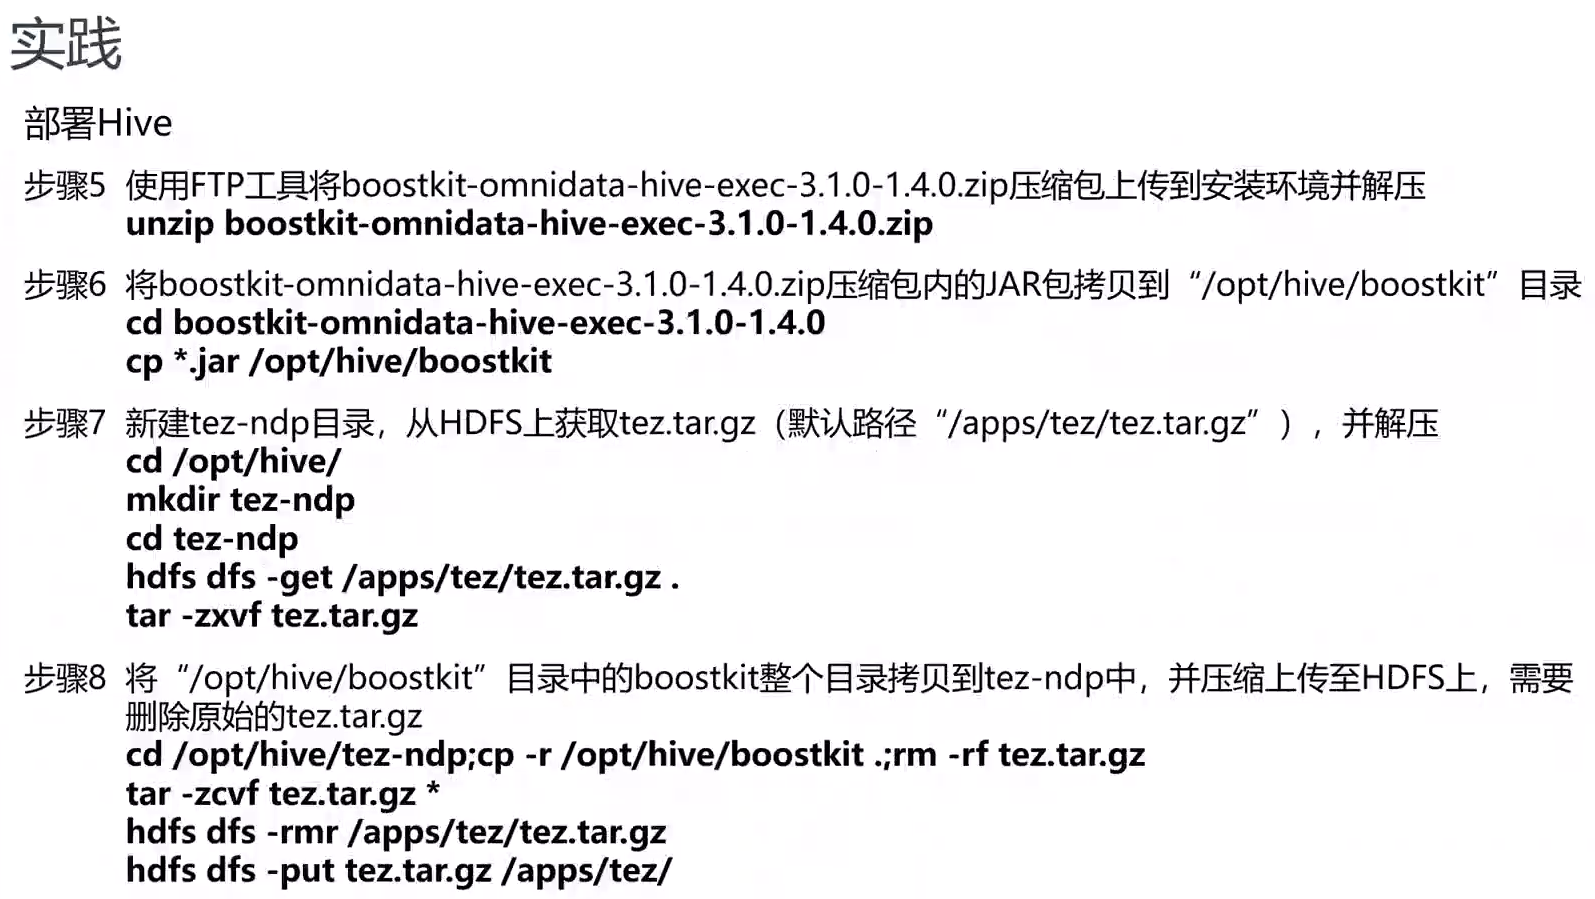 实践
部署Hive
步骤5 使用FTP工具将boostkit-omnidata-hive-exec-3.1.0-1.4.0.zip压缩包上传到安装环境并解压
unzip boostkit-omnidata-hive-exec-3.1.0-1.4.0.zip
步骤6 将boostkit-omnidata-hive-exec-3.1.0-1.4.0.zip压缩包内的JAR包拷贝到“/opt/hive/boostkit”目录
cd boostkit-omnidata-hive-exec-3.1.0-1.4.0
cp *.jar /opt/hive/boostkit
步骤7 新建tez-ndp目录，从HDFS上获取tez.tar.gz（默认路径“/apps/tez/tez.tar.gz”），并解压
cd /opt/hive/
mkdir tez-ndp
cd tez-ndp
hdfs dfs -get /apps/tez/tez.tar.gz .
tar -zxvf tez.tar.gz
步骤8 将“/opt/hive/boostkit”目录中的boostkit整个目录拷贝到tez-ndp中，并压缩上传至HDFS上，需要
删除原始的tez.tar.gz
cd /opt/hive/tez-ndp;cp -r /opt/hive/boostkit .;rm -rf tez.tar.gz
tar -zcvf tez.tar.gz *
hdfs dfs -rmr /apps/tez/tez.tar.gz
hdfs dfs -put tez.tar.gz /apps/tez/